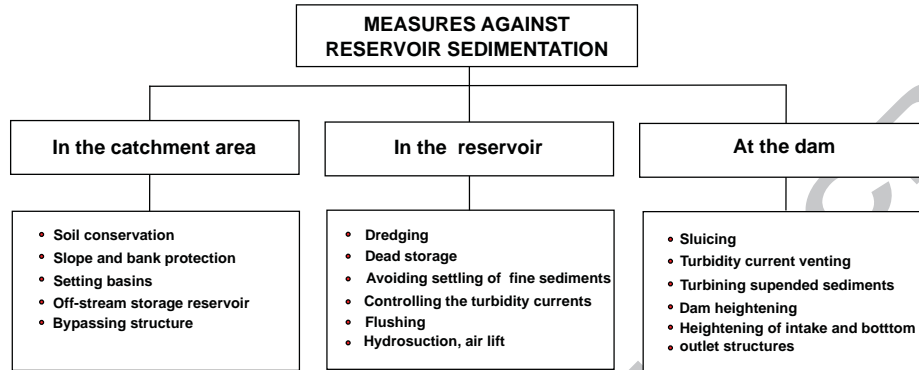 MEASURES AGAINST
RESERVOIR SEDIMENTATION
In the catchment area
In the reservoir
At the dam
• Soil conservation
• Slope and bank protection
• Setting basins
• Off-stream storage reservoir
• Bypassing structure
• Dredging
• Dead storage
• Avoiding settling of fine sediments
• Controlling the turbidity currents
• Flushing
• Hydrosuction, air lift
• Sluicing
• Turbidity current venting
• Turbining supended sediments
• Dam heightening
• Heightening of intake and botttom
• outlet structures